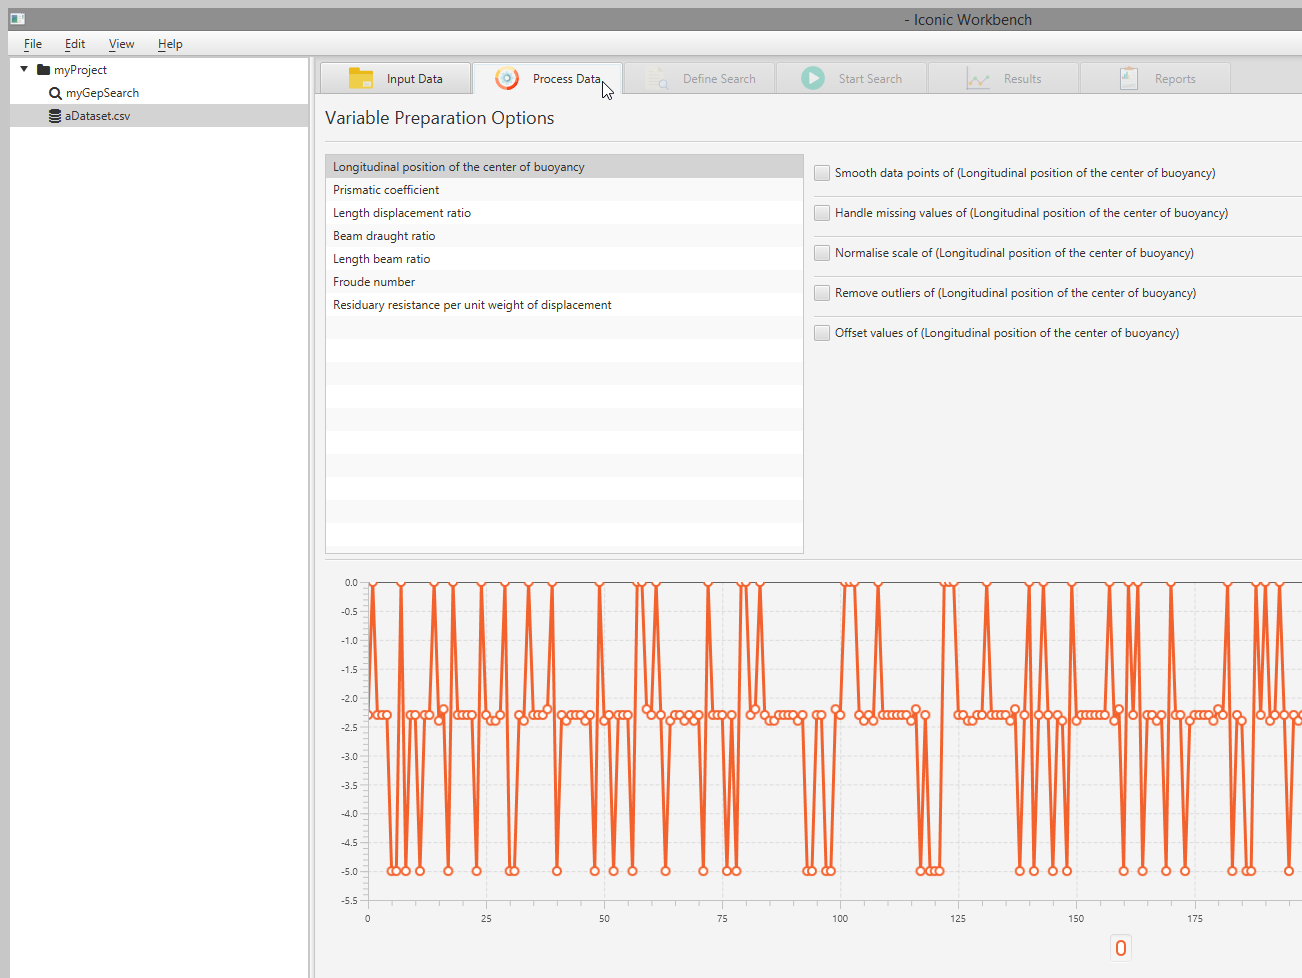 - Iconic Workbench
File Edit View Help
myProject
myGepSearch
aDataset.csv
Input Data Process Data Define Search Start Search Results Reports
Variable Preparation Options
Longitudinal position of the center of buoyancy
Prismatic coefficient
Length displacement ratio
Beam draught ratio
Length beam ratio
Froude number
Residuary resistance per unit weight of displacement
Smooth data points of (Longitudinal position of the center of buoyancy)
Handle missing values of (Longitudinal position of the center of buoyancy)
Normalise scale of (Longitudinal position of the center of buoyancy)
Remove outliers of (Longitudinal position of the center of buoyancy)
Offset values of (Longitudinal position of the center of buoyancy)
0.0
-0.5
-1.0
-1.5
-2.0
-2.5
-3.0
-3.5
-4.0
-4.5
-5.0
-5.5
0 25 50 75 100 125 150 175